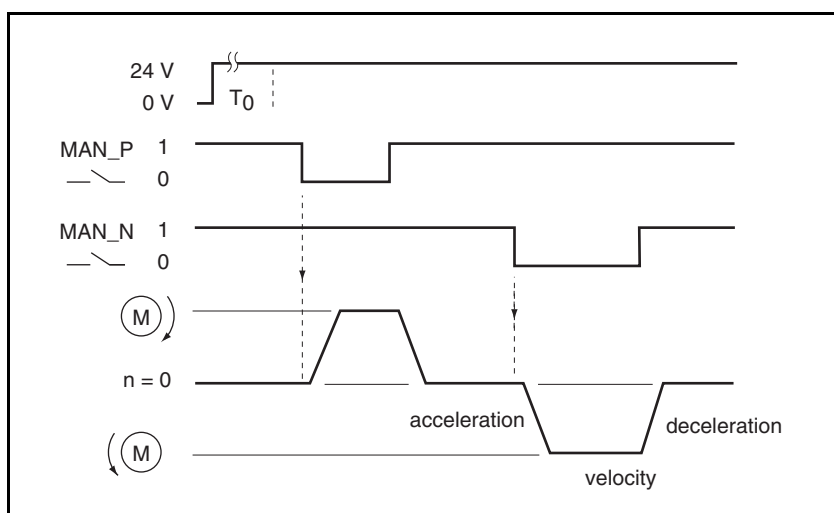 24 V
0 V T0
MAN_P 1
0
MAN_N 1
0
M
n = 0
acceleration
deceleration
M
velocity